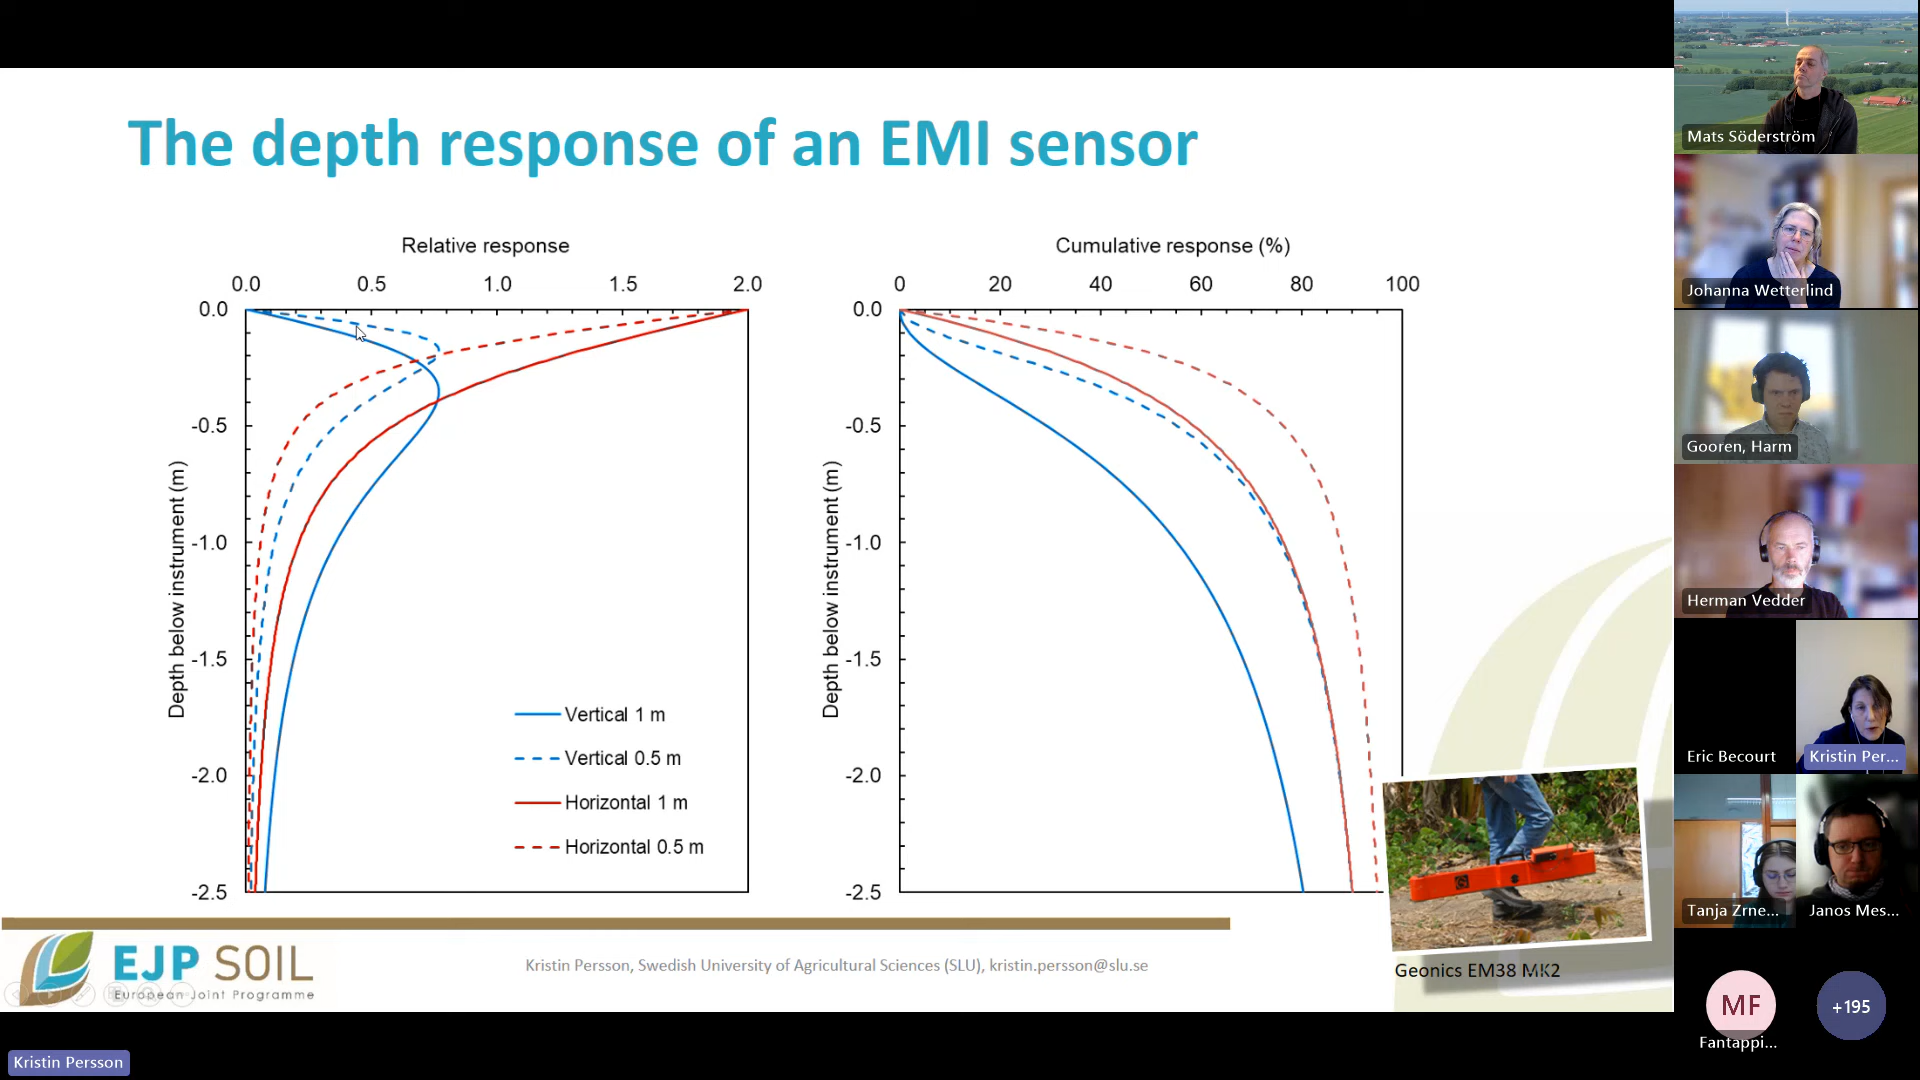 The depth response of an EMI sensor
Relative response
0.0 0.5 1.0 1.5 2.0
0.0
-0.5
-1.0
-1.5
-2.0
-2.5
Depth below instrument (m)
Vertical 1 m
Vertical 0.5 m
Horizontal 1 m
Horizontal 0.5 m
Cumulative response (%)
0 20 40 60 80 100
0.0
-0.5
-1.0
-1.5
-2.0
-2.5
Depth below instrument (m)
Geonics EM38 MK2
EJP SOIL
European Joint Programme
Kristin Persson, Swedish University of Agricultural Sciences (SLU), kristin.persson@slu.se
Kristin Persson
Mats Söderström
Johanna Wetterlind
Gooren, Harm
Herman Vedder
Eric Becourt
Kristin Per...
Tanja Zrne...
Janos Mes...
MF
Fantappi...
+195